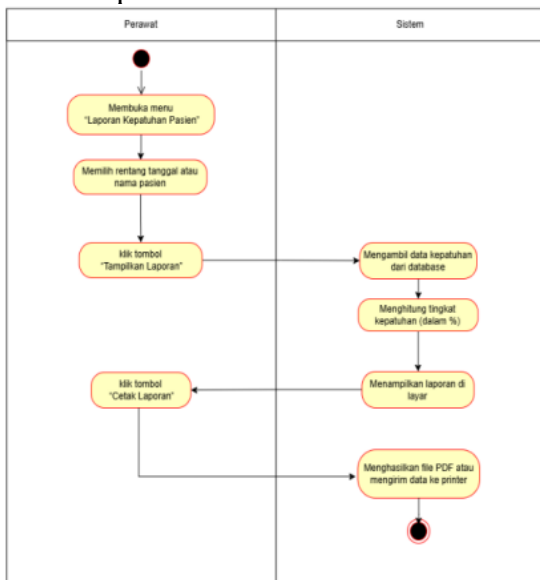 Perawat
Sistem
Membuka menu
"Laporan Kepatuhan Pasien"
Memilih rentang tanggal atau
nama pasien
klik tombol
"Tampilkan Laporan"
Mengambil data kepatuhan
dari database
Menghitung tingkat
kepatuhan (dalam %)
Menampilkan laporan di
layar
klik tombol
"Cetak Laporan"
Menghasilkan file PDF atau
mengirim data ke printer